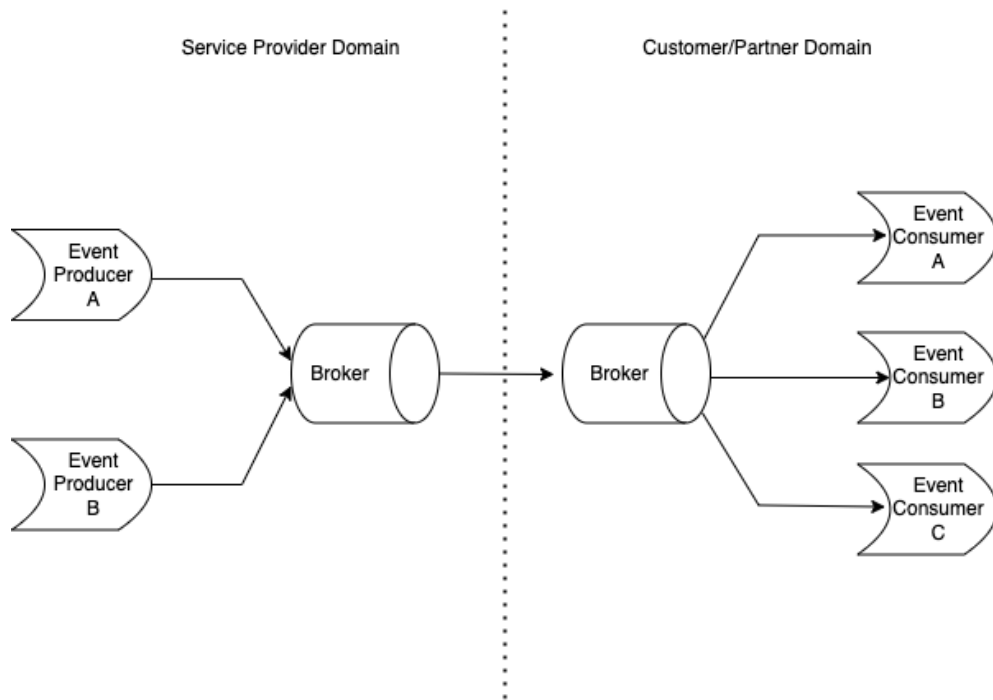 Service Provider Domain
Customer/Partner Domain
Event
Producer
A
Event
Producer
B
Broker
Broker
Event
Consumer
A
Event
Consumer
B
Event
Consumer
C